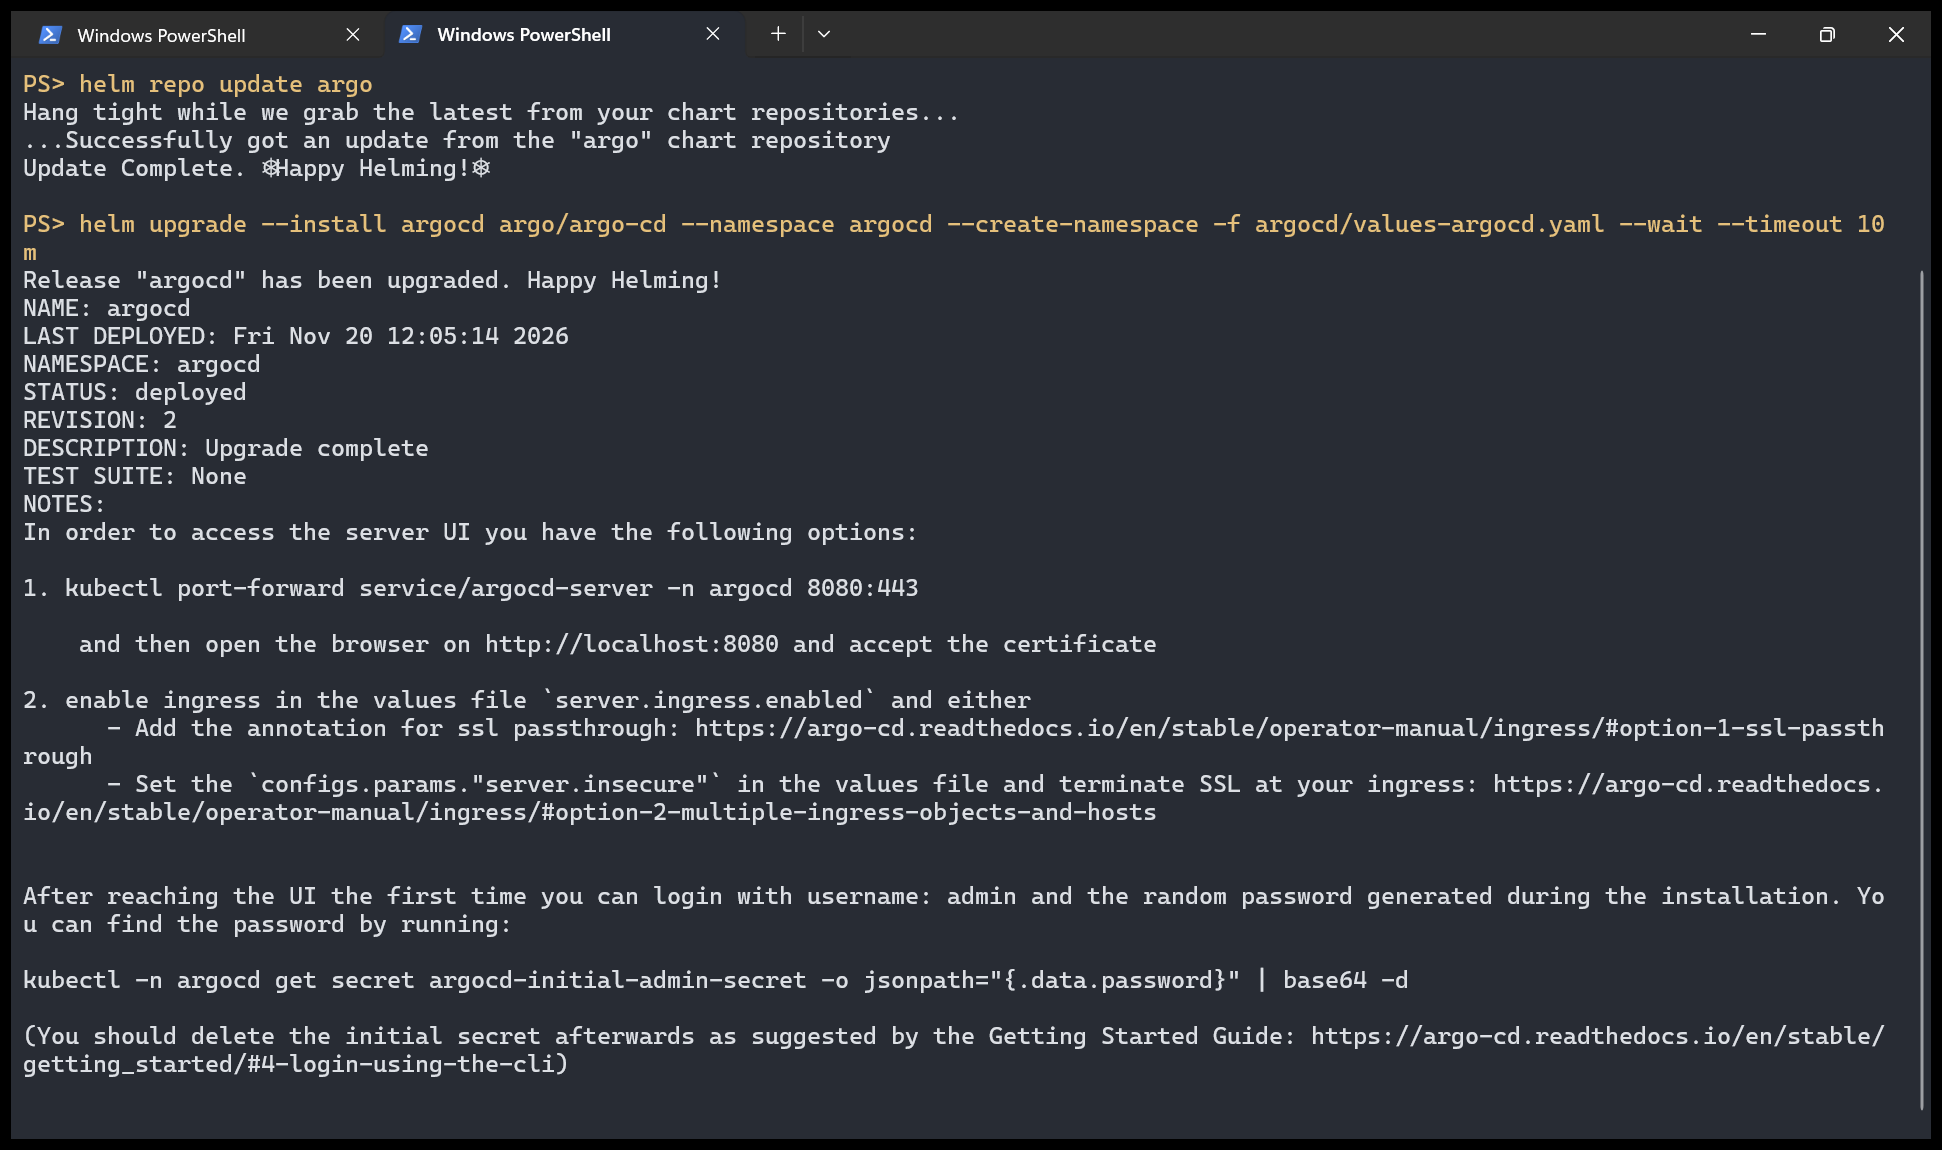 Windows PowerShell
Windows PowerShell
PS> helm repo update argo
Hang tight while we grab the latest from your chart repositories...
...Successfully got an update from the "argo" chart repository
Update Complete. ⎈Happy Helming!⎈
PS> helm upgrade --install argocd argo/argo-cd --namespace argocd --create-namespace -f argocd/values-argocd.yaml --wait --timeout 10
m
Release "argocd" has been upgraded. Happy Helming!
NAME: argocd
LAST DEPLOYED: Fri Nov 20 12:05:14 2026
NAMESPACE: argocd
STATUS: deployed
REVISION: 2
DESCRIPTION: Upgrade complete
TEST SUITE: None
NOTES:
In order to access the server UI you have the following options:
1. kubectl port-forward service/argocd-server -n argocd 8080:443
and then open the browser on http://localhost:8080 and accept the certificate
2. enable ingress in the values file `server.ingress.enabled` and either
- Add the annotation for ssl passthrough: https://argo-cd.readthedocs.io/en/stable/operator-manual/ingress/#option-1-ssl-passth
rough
- Set the `configs.params."server.insecure"` in the values file and terminate SSL at your ingress: https://argo-cd.readthedocs.
io/en/stable/operator-manual/ingress/#option-2-multiple-ingress-objects-and-hosts
After reaching the UI the first time you can login with username: admin and the random password generated during the installation. Yo
u can find the password by running:
kubectl -n argocd get secret argocd-initial-admin-secret -o jsonpath="{.data.password}" | base64 -d
(You should delete the initial secret afterwards as suggested by the Getting Started Guide: https://argo-cd.readthedocs.io/en/stable/
getting_started/#4-login-using-the-cli)